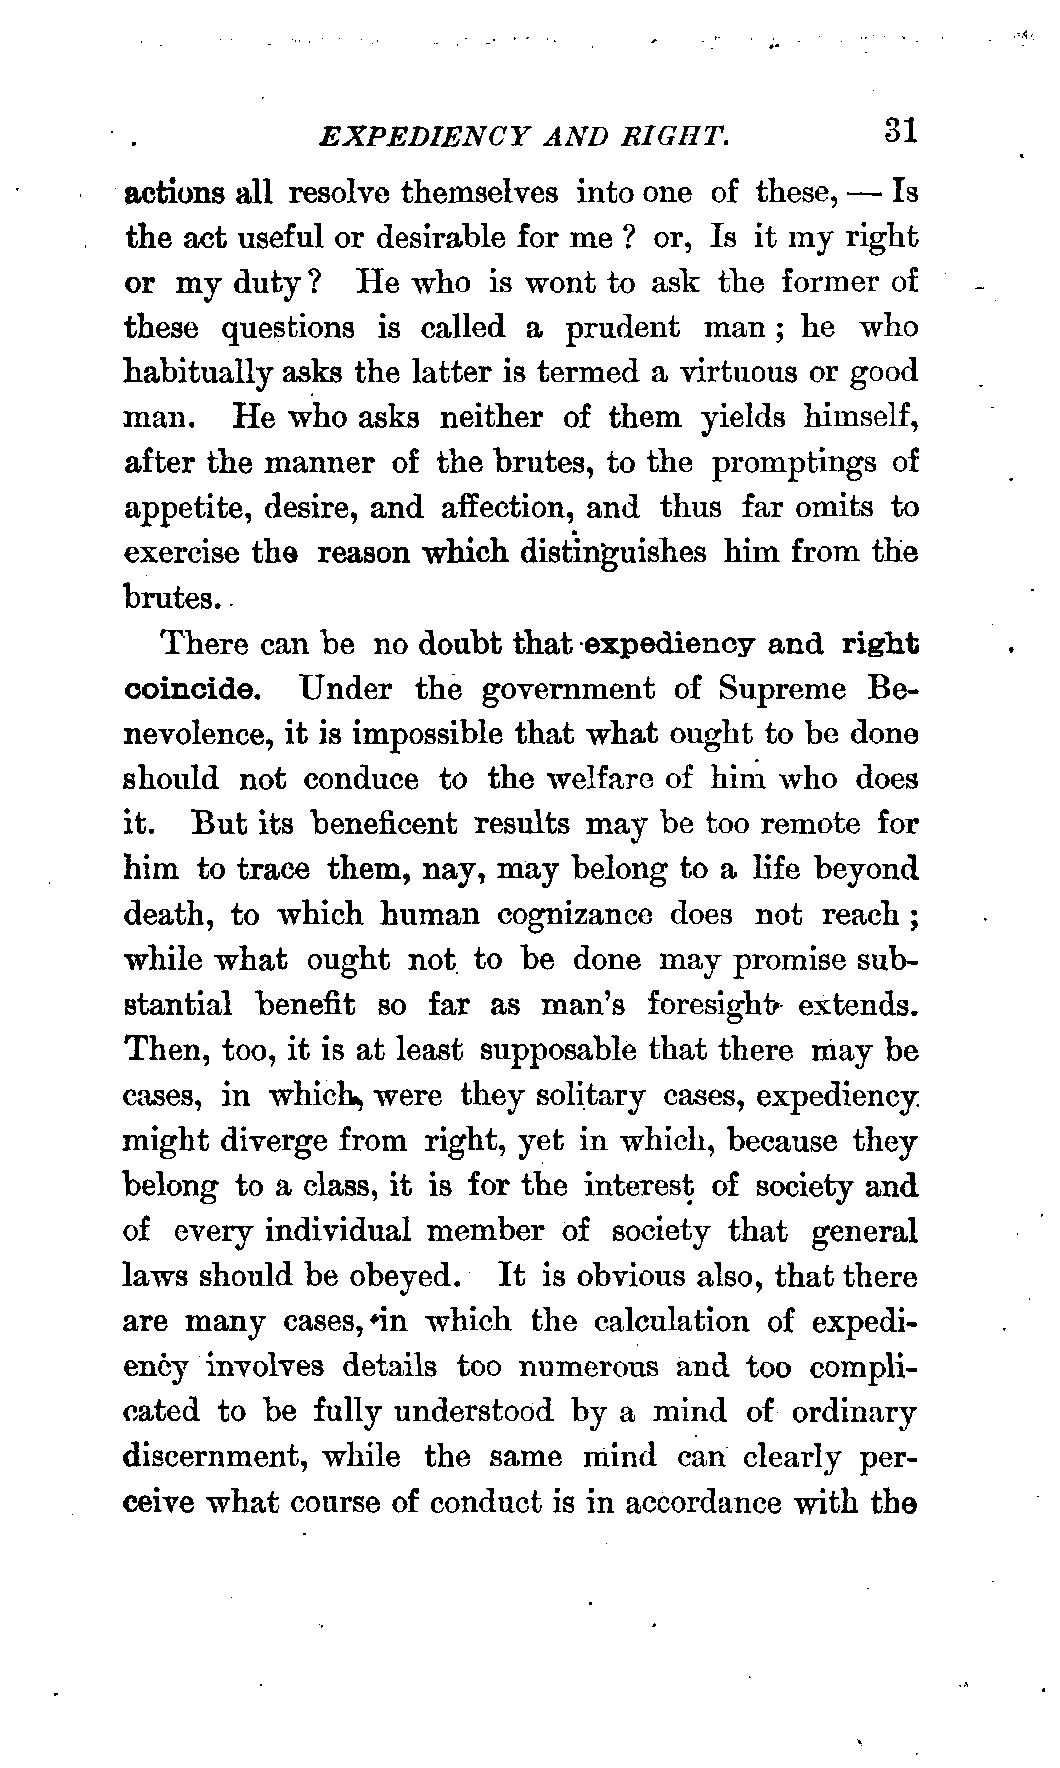 EXPEDIENCY AND RIGHT. 31
actions all resolve themselves into one of these, — Is
the act useful or desirable for me ? or, Is it my right
or my duty ? He who is wont to ask the former of
these questions is called a prudent man ; he who
habitually asks the latter is termed a virtuous or good
man. He who asks neither of them yields himself,
after the manner of the brutes, to the promptings of
appetite, desire, and affection, and thus far omits to
exercise the reason which distinguishes him from the
brutes.
There can be no doubt that expediency and right
coincide. Under the government of Supreme Be-
nevolence, it is impossible that what ought to be done
should not conduce to the welfare of him who does
it. But its beneficent results may be too remote for
him to trace them, nay, may belong to a life beyond
death, to which human cognizance does not reach ;
while what ought not to be done may promise sub-
stantial benefit so far as man's foresight extends.
Then, too, it is at least supposable that there may be
cases, in which, were they solitary cases, expediency
might diverge from right, yet in which, because they
belong to a class, it is for the interest of society and
of every individual member of society that general
laws should be obeyed. It is obvious also, that there
are many cases, in which the calculation of expedi-
ency involves details too numerous and too compli-
cated to be fully understood by a mind of ordinary
discernment, while the same mind can clearly per-
ceive what course of conduct is in accordance with the